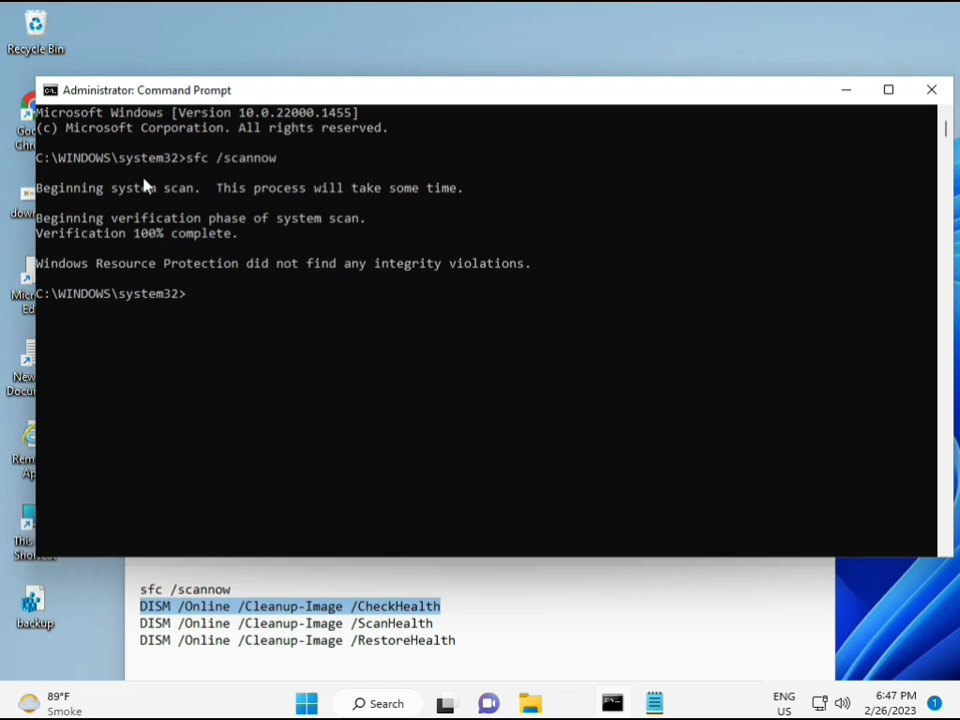 Recycle Bin
Administrator: Command Prompt
Microsoft Windows [Version 10.0.22000.1455]
(c) Microsoft Corporation. All rights reserved.
C:\WINDOWS\system32>sfc /scannow
Beginning system scan.  This process will take some time.
Beginning verification phase of system scan.
Verification 100% complete.
Windows Resource Protection did not find any integrity violations.
C:\WINDOWS\system32>
sfc /scannow
DISM /Online /Cleanup-Image /CheckHealth
DISM /Online /Cleanup-Image /ScanHealth
DISM /Online /Cleanup-Image /RestoreHealth
backup
89°F
Smoke
Search
ENG
US
6:47 PM
2/26/2023
1